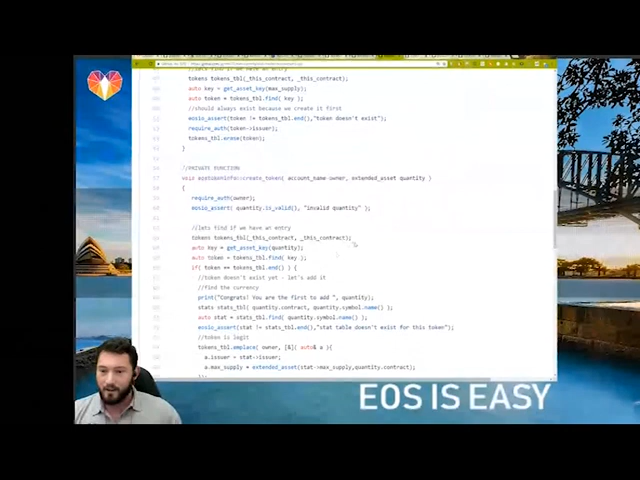 tokens tokens_tbl(_this_contract, _this_contract);
auto key = get_asset_key(max_supply);
auto token = tokens_tbl.find( key );
//should always exist because we create it first
eosio_assert(token != tokens_tbl.end(),"token doesn't exist");
require_auth(token->issuer);
tokens_tbl.erase(token);
}
//PRIVATE FUNCTION
create_token( account_name owner, extended_asset quantity )
{
require_auth(owner);
eosio_assert( quantity.is_valid(), "invalid quantity" );
//lets find if we have an entry
tokens tokens_tbl(_this_contract, _this_contract);
auto key = get_asset_key(quantity);
auto token = tokens_tbl.find( key );
if( token == tokens_tbl.end() ) {
//token doesn't exist yet - let's add it
//find the currency
print("Congrats! You are the first to add ", quantity);
stats stats_tbl( quantity.contract, quantity.symbol.name() );
auto stat = stats_tbl.find( quantity.symbol.name() );
eosio_assert(stat != stats_tbl.end(),"stat table doesn't exist for this token");
//token is legit
tokens_tbl.emplace( owner, [&]( auto& a ){
a.issuer = stat->issuer;
a.max_supply = extended_asset(stat->max_supply,quantity.contract);
EOS IS EASY